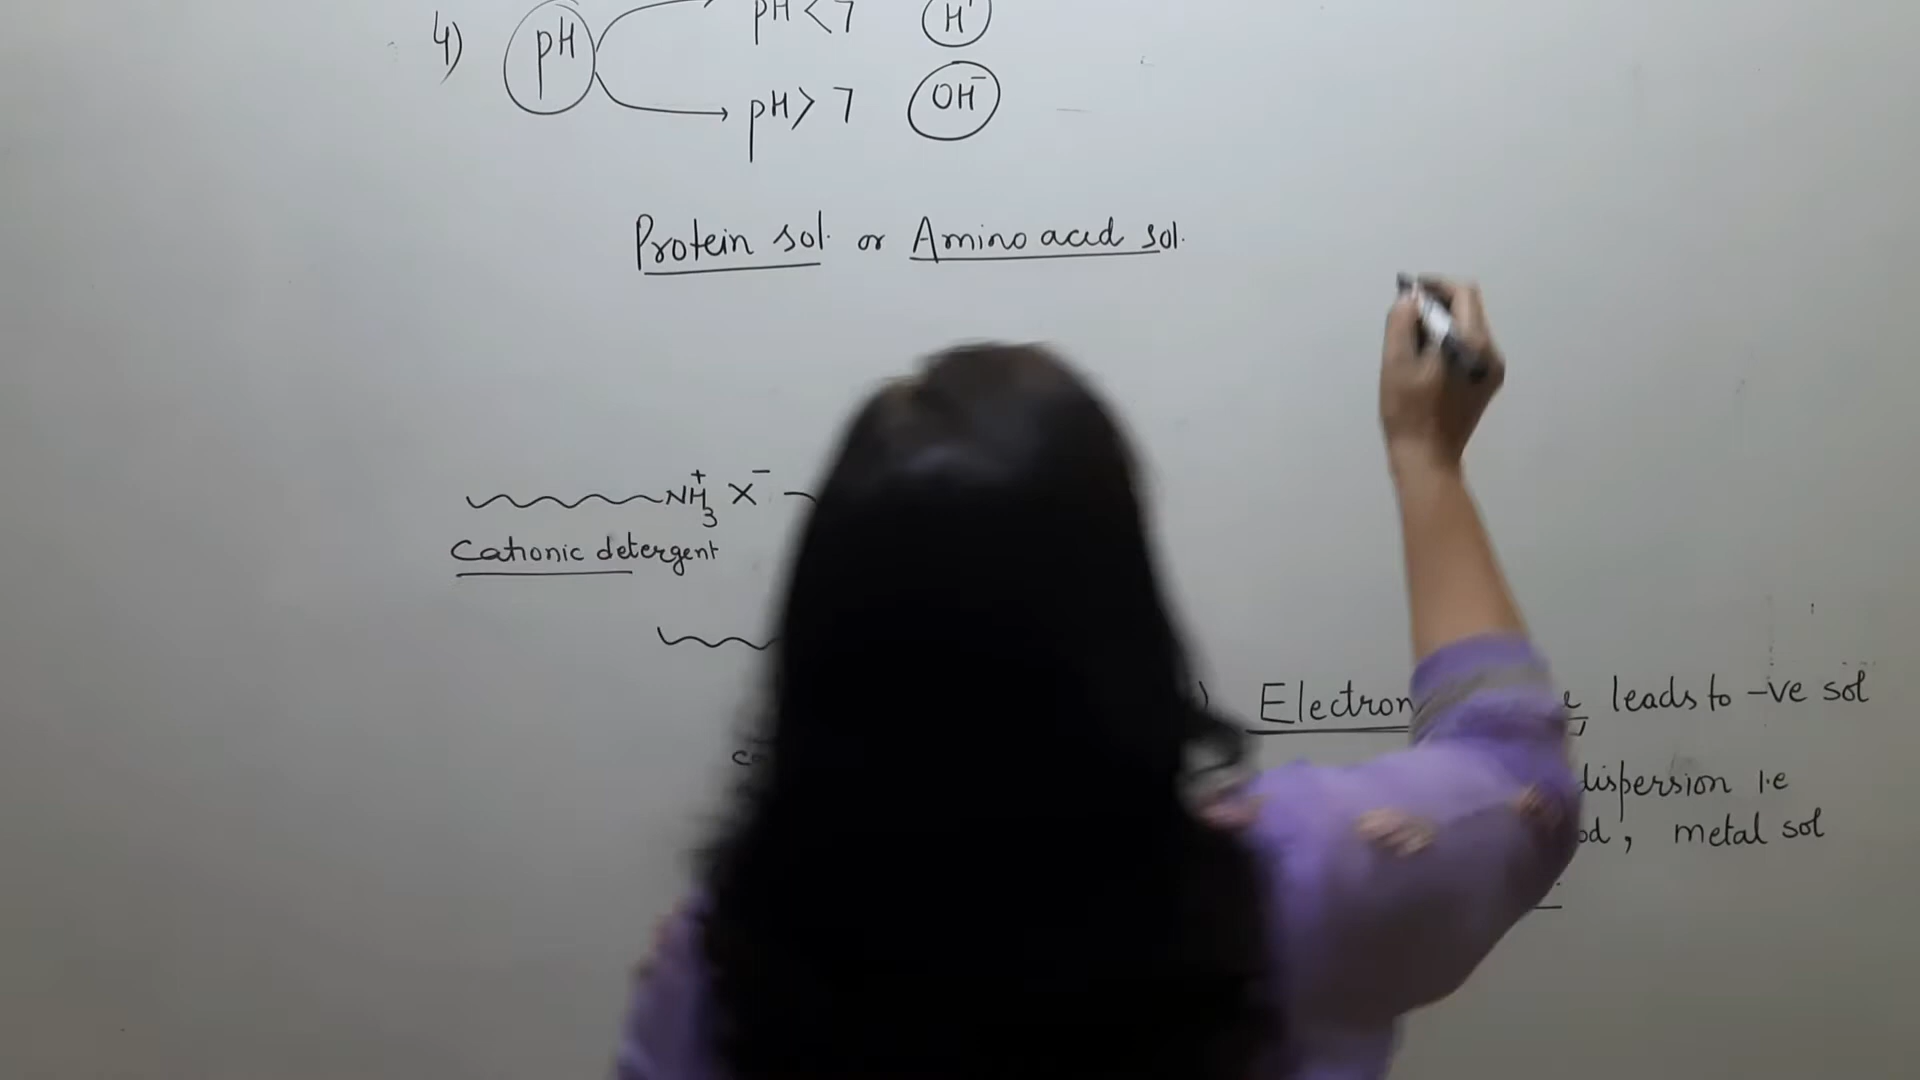 4) pH pH < 7 H⁺
pH > 7 OH⁻
Protein sol. or Amino acid sol.
NH₃⁺ X⁻
Cationic detergent
Electron leads to -ve sol
dispersion i.e
metal sol